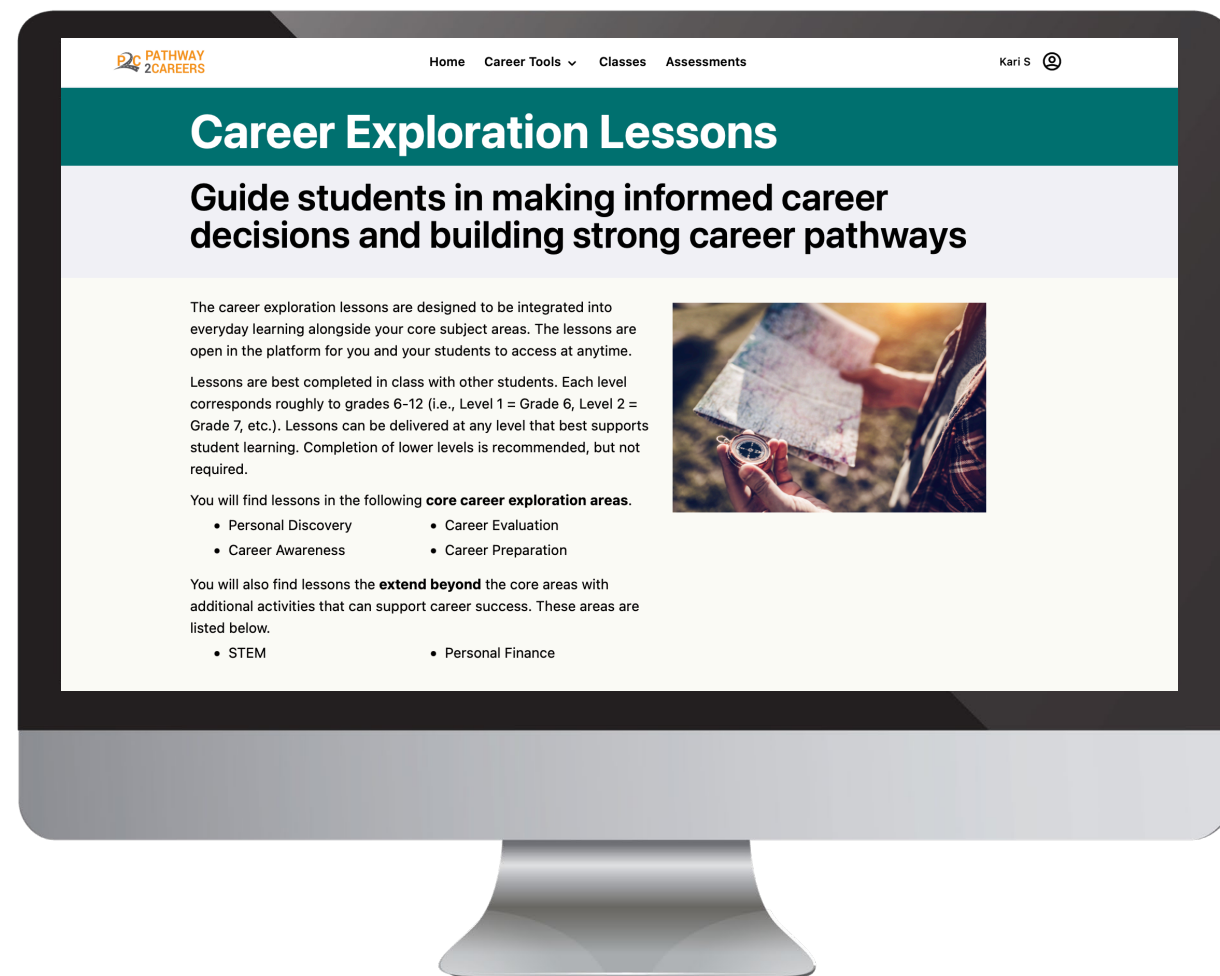 P2C PATHWAY
2CAREERS
Home Career Tools Classes Assessments
Kari S
Career Exploration Lessons
Guide students in making informed career
decisions and building strong career pathways
The career exploration lessons are designed to be integrated into
everyday learning alongside your core subject areas. The lessons are
open in the platform for you and your students to access at anytime.
Lessons are best completed in class with other students. Each level
corresponds roughly to grades 6-12 (i.e., Level 1 = Grade 6, Level 2 =
Grade 7, etc.). Lessons can be delivered at any level that best supports
student learning. Completion of lower levels is recommended, but not
required.
You will find lessons in the following core career exploration areas.
• Personal Discovery • Career Evaluation
• Career Awareness • Career Preparation
You will also find lessons the extend beyond the core areas with
additional activities that can support career success. These areas are
listed below.
• STEM • Personal Finance